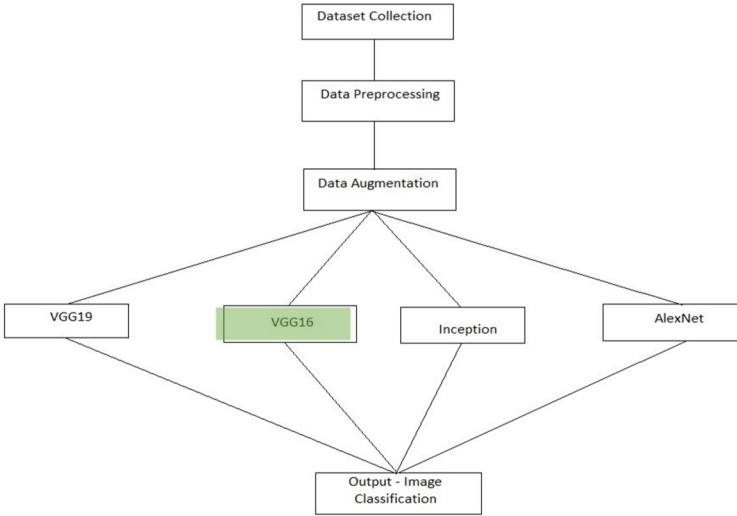 Dataset Collection
Data Preprocessing
Data Augmentation
VGG19
VGG16
Inception
AlexNet
Output - Image
Classification